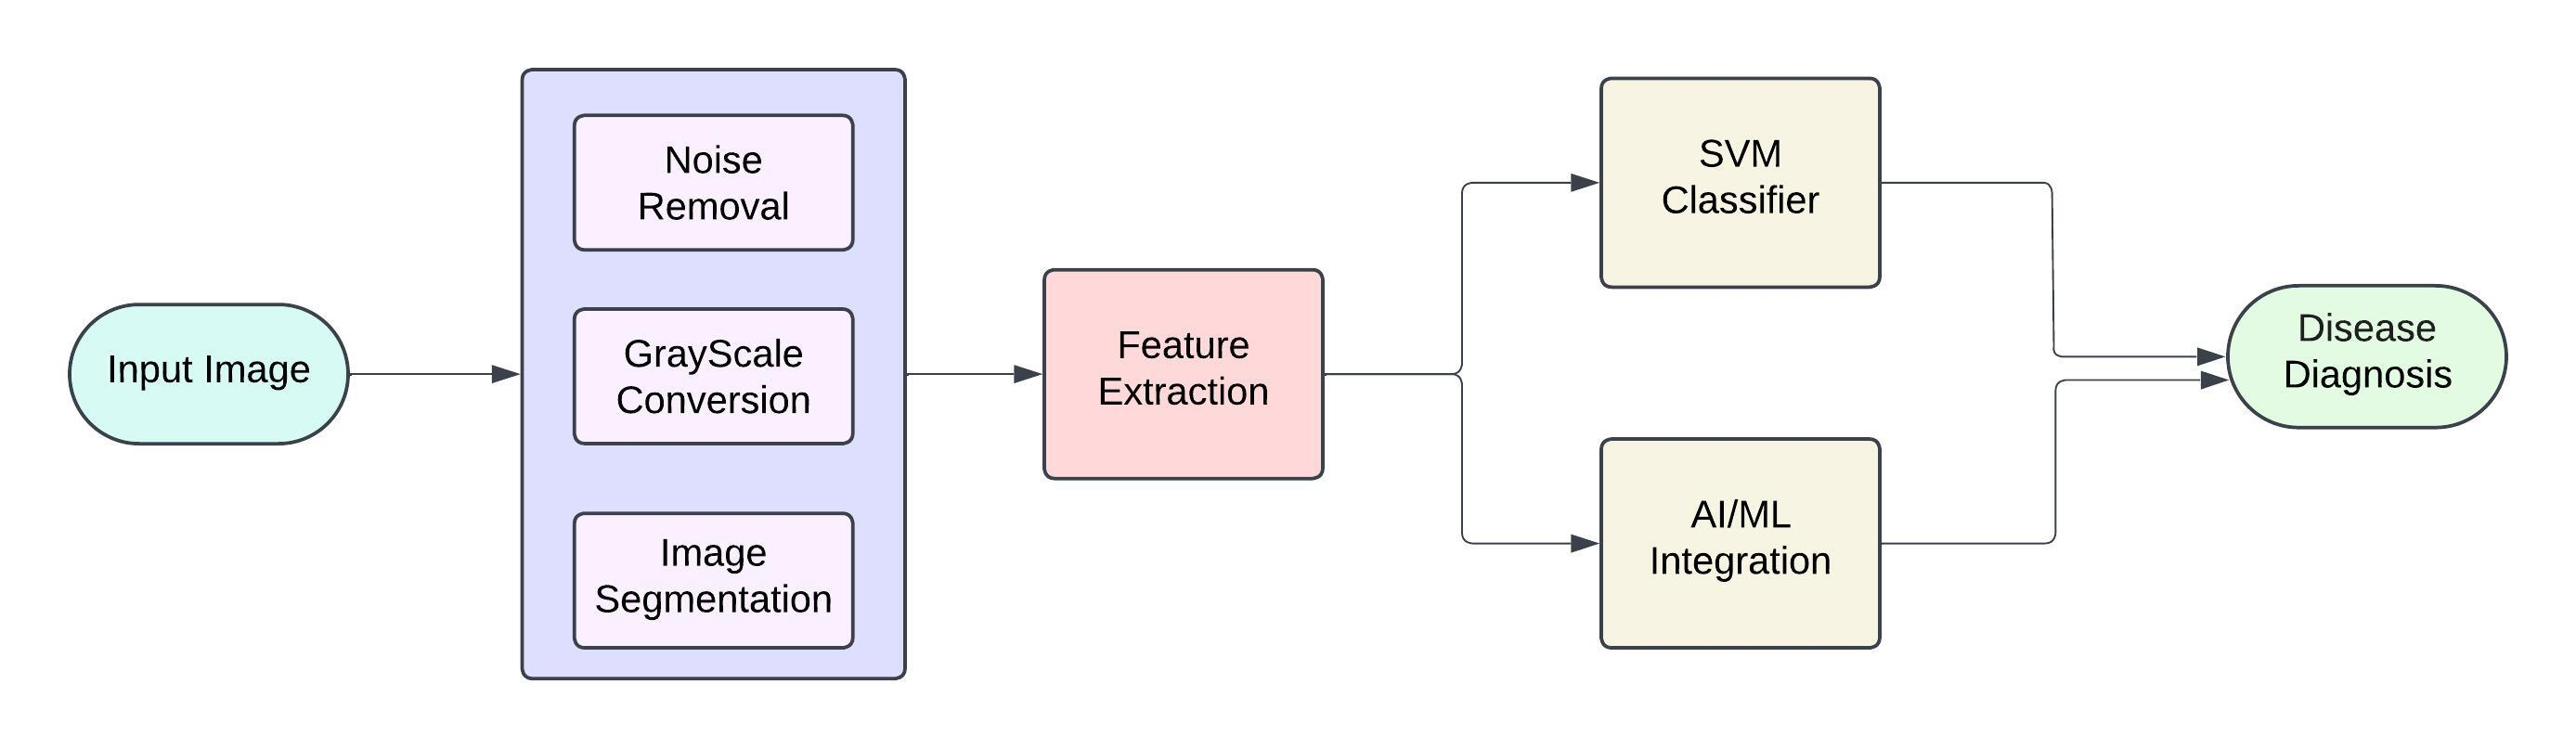 Input Image
Noise
Removal
GrayScale
Conversion
Image
Segmentation
Feature
Extraction
SVM
Classifier
AI/ML
Integration
Disease
Diagnosis